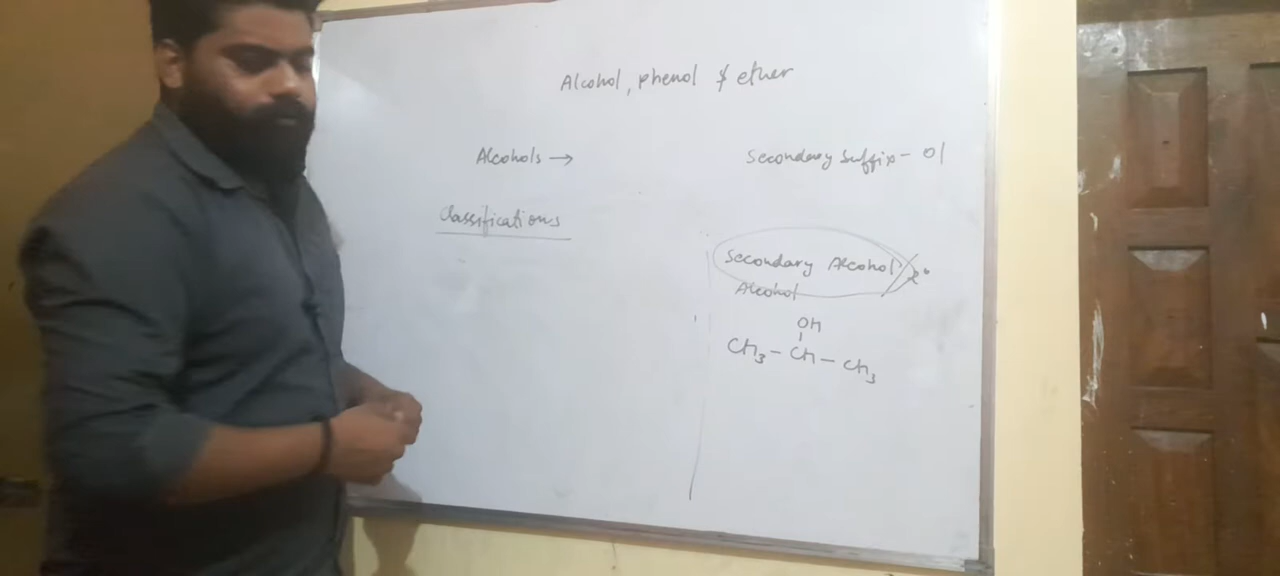 Alcohol, phenol & ether
Alcohols →
Secondary suffix - ol
Classifications
Secondary Alcohol 2°
Alcohol
OH
CH₃ - CH - CH₃